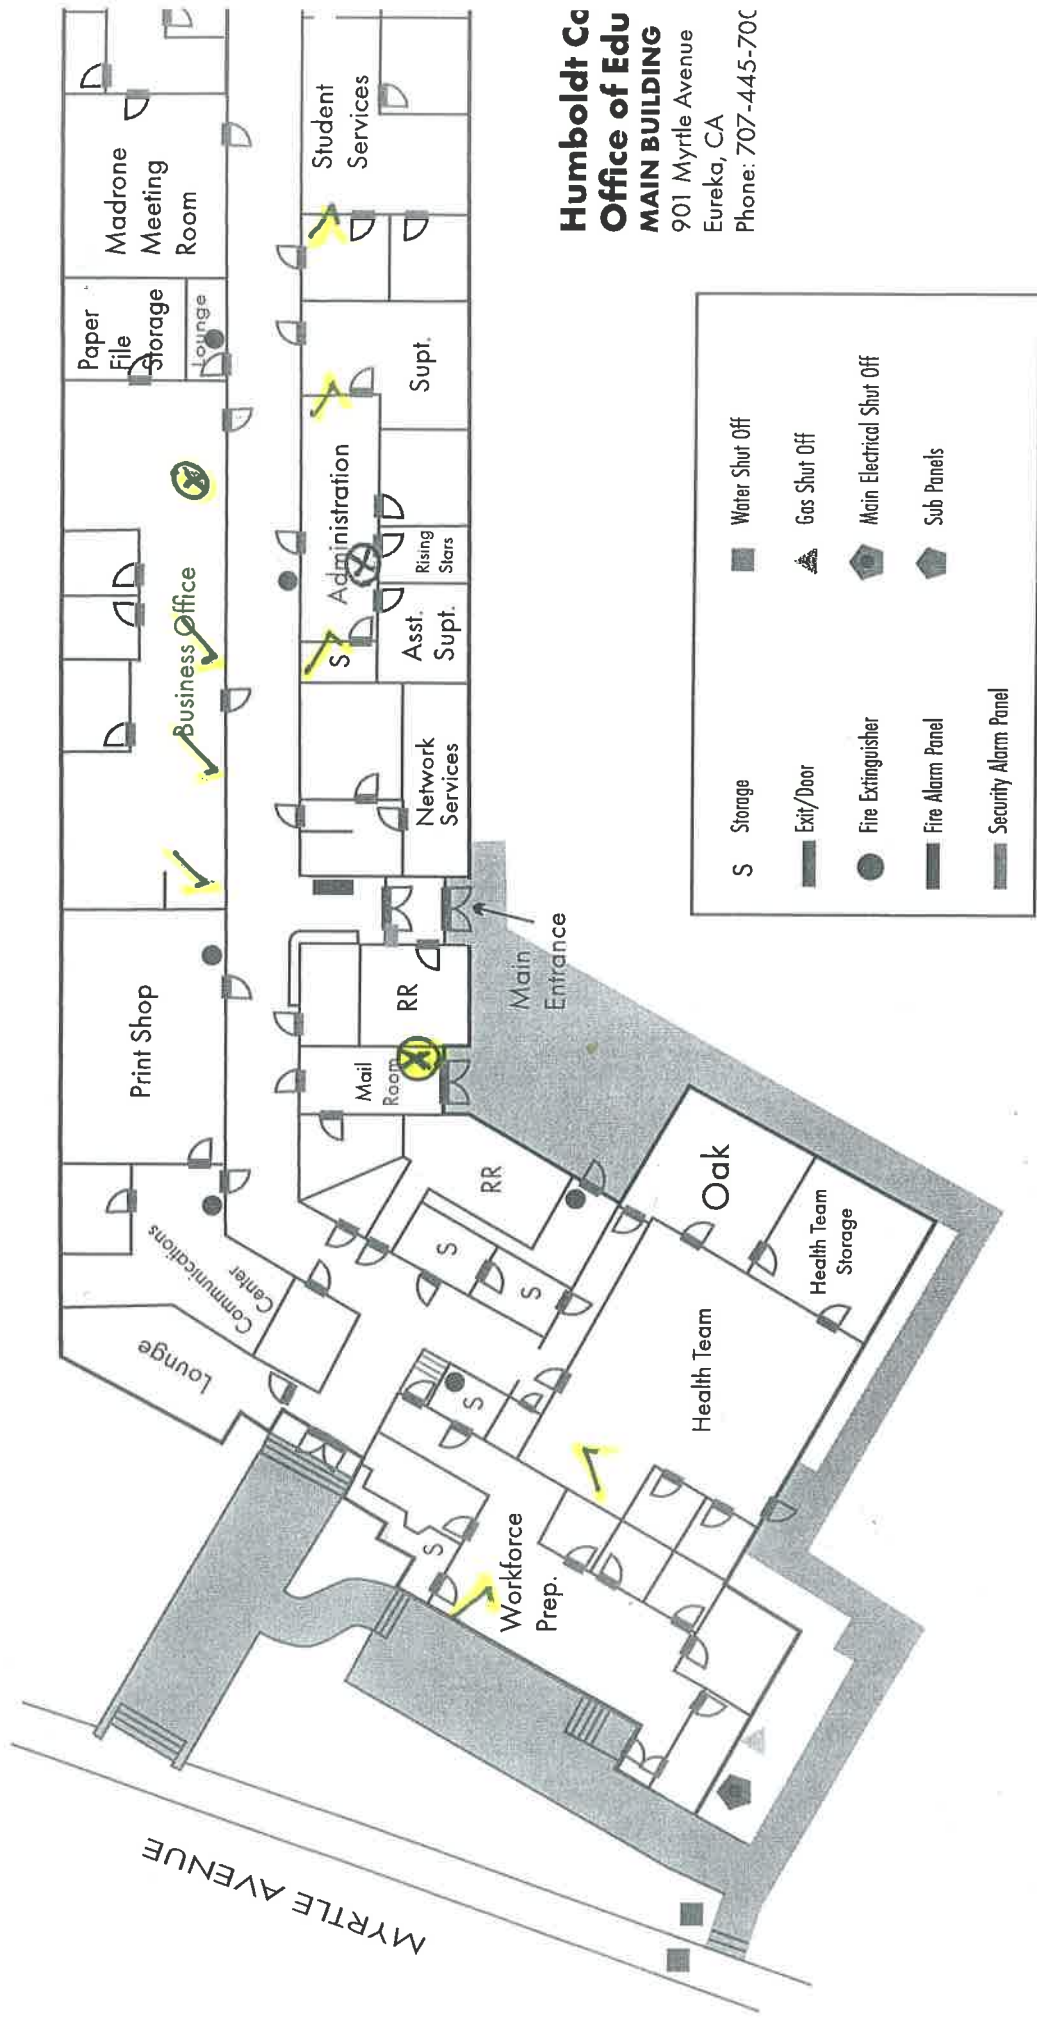 Humboldt Co
Office of Edu
MAIN BUILDING
901 Myrtle Avenue
Eureka, CA
Phone: 707-445-70
Madrone
Meeting
Room
Paper
File
Storage
Lounge
Business Office
Print Shop
Communications
Center
Lounge
Student
Services
Supt.
Administration
Rising
Stars
Asst.
Supt.
S
Network
Services
Main
Entrance
RR
Mail
Room
RR
S
S
S
S
Oak
Health Team
Storage
Health Team
Workforce
Prep.
MYRTLE AVENUE
S Storage
Exit/Door
Fire Extinguisher
Fire Alarm Panel
Security Alarm Panel
Water Shut Off
Gas Shut Off
Main Electrical Shut Off
Sub Panels